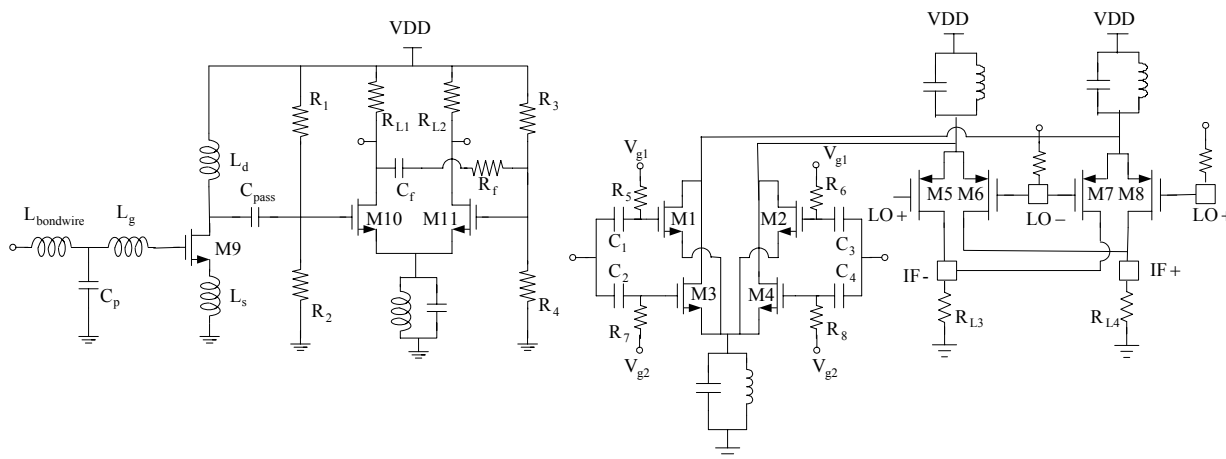 VDD
R1
RL1
RL2
R3
Ld
Cpass
Cf
Rf
Lbondwire
Lg
M9
M10
M11
Cp
Ls
R2
R4
Vg1
Vg1
R5
R6
M1
M2
C1
C3
C2
C4
M3
M4
R7
R8
Vg2
Vg2
VDD
VDD
M5
M6
M7
M8
LO+
LO−
LO+
IF-
IF+
RL3
RL4